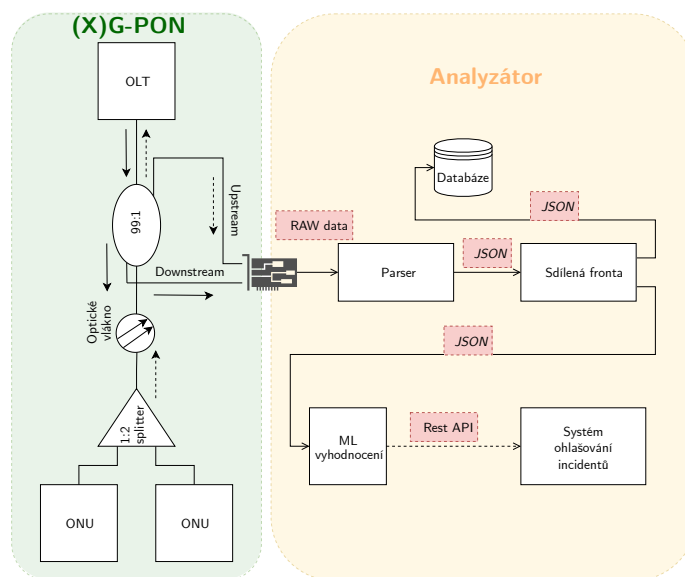 (X)G-PON
OLT
99:1
Upstream
Downstream
Optické
vlákno
1:2
splitter
ONU
ONU
Analyzátor
Databáze
JSON
RAW data
Parser
JSON
Sdílená fronta
JSON
ML
vyhodnocení
Rest API
Systém
ohlašování
incidentů